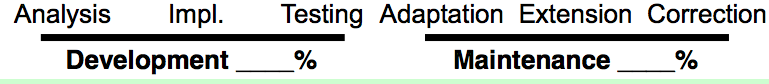 Analysis Impl. Testing Adaptation Extension Correction
Development ____% Maintenance ____%